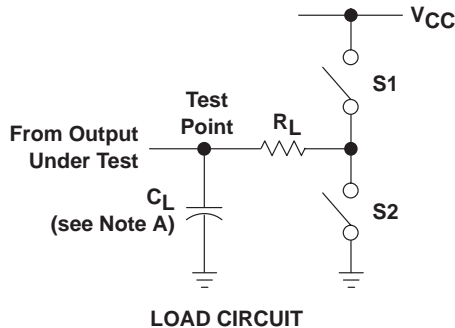 VCC
S1
Test
Point
RL
From Output
Under Test
CL
(see Note A)
S2
LOAD CIRCUIT